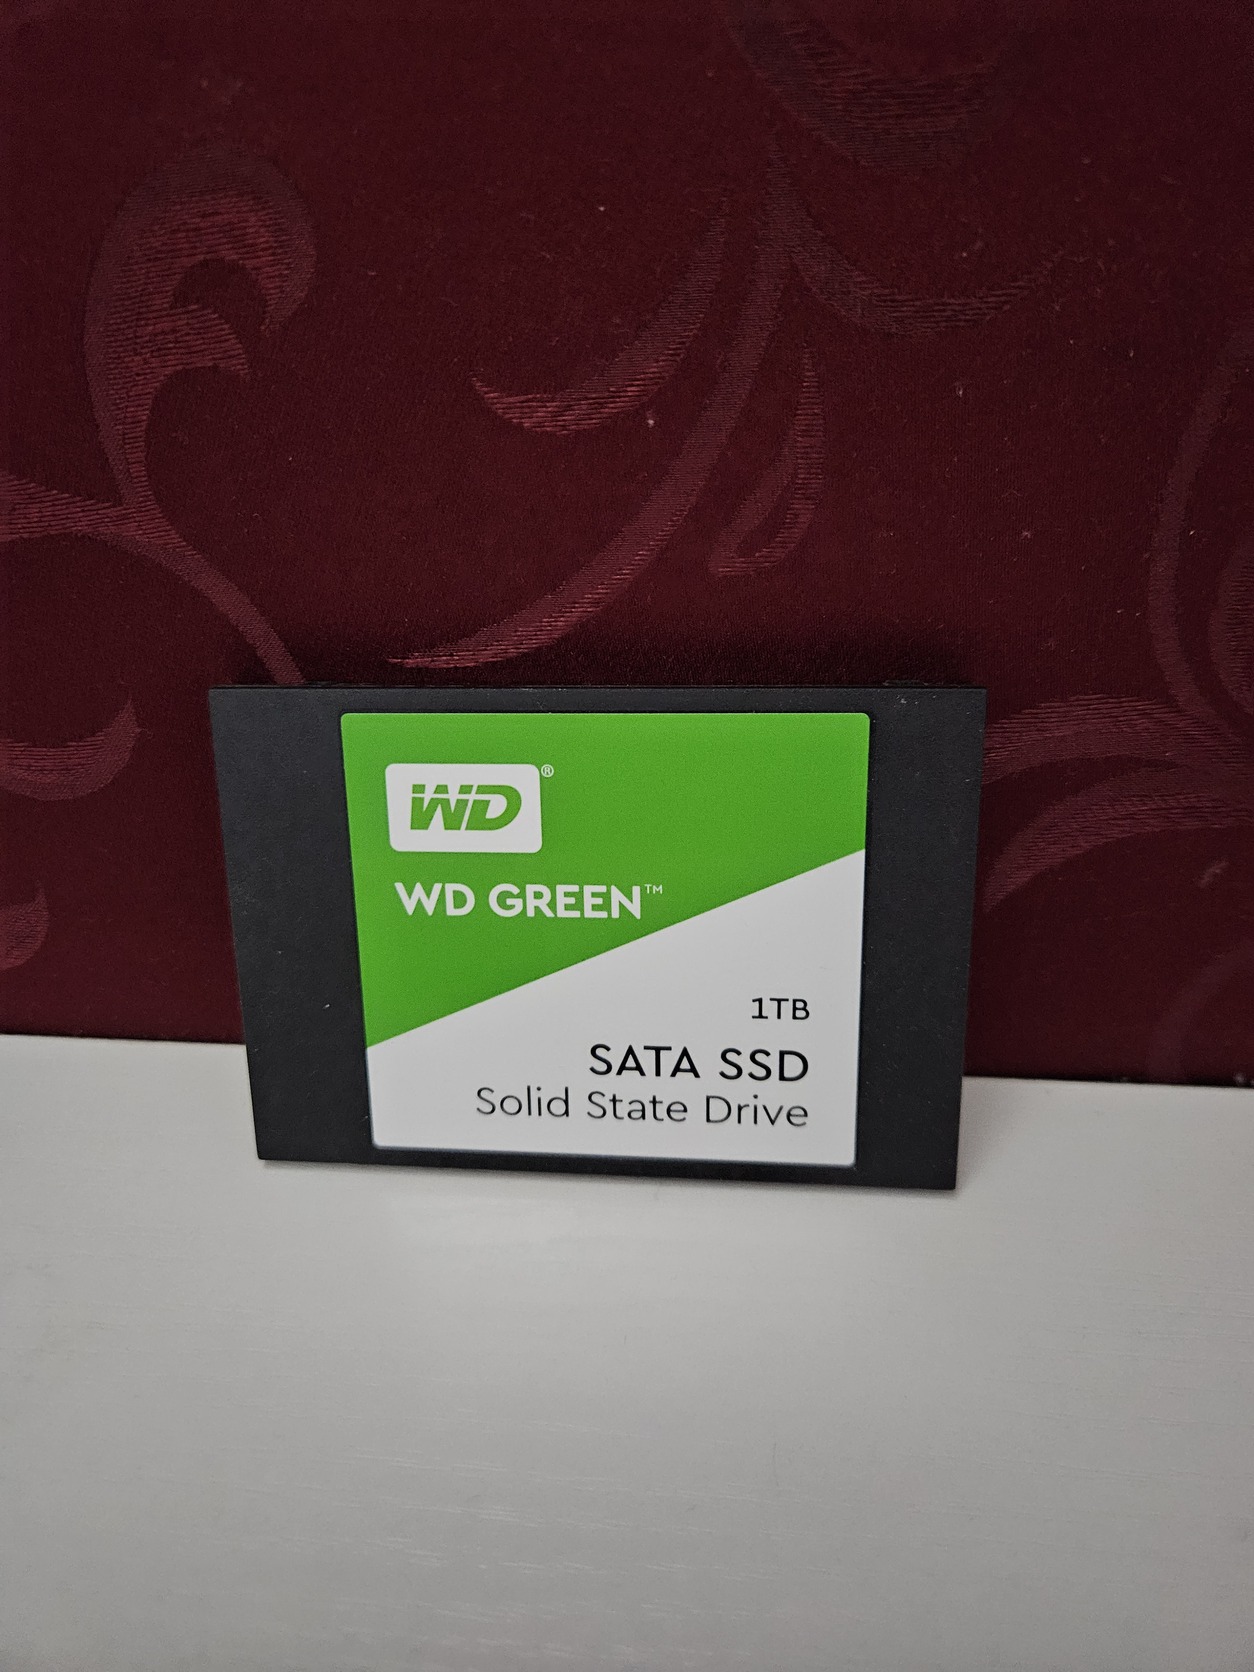 WD®
WD GREEN™
1TB
SATA SSD
Solid State Drive